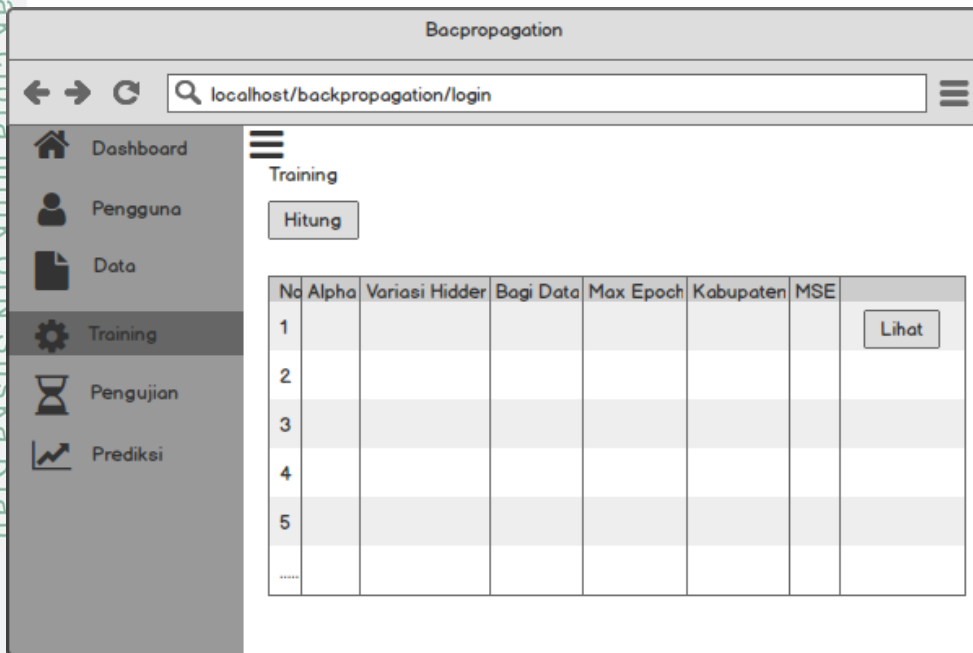 Bacpropagation
localhost/backpropagation/login
Dashboard
Pengguna
Data
Training
Pengujian
Prediksi
Training
Hitung
No Alpha Variasi Hidder Bagi Data Max Epoch Kabupaten MSE
1 Lihat
2
3
4
5
......